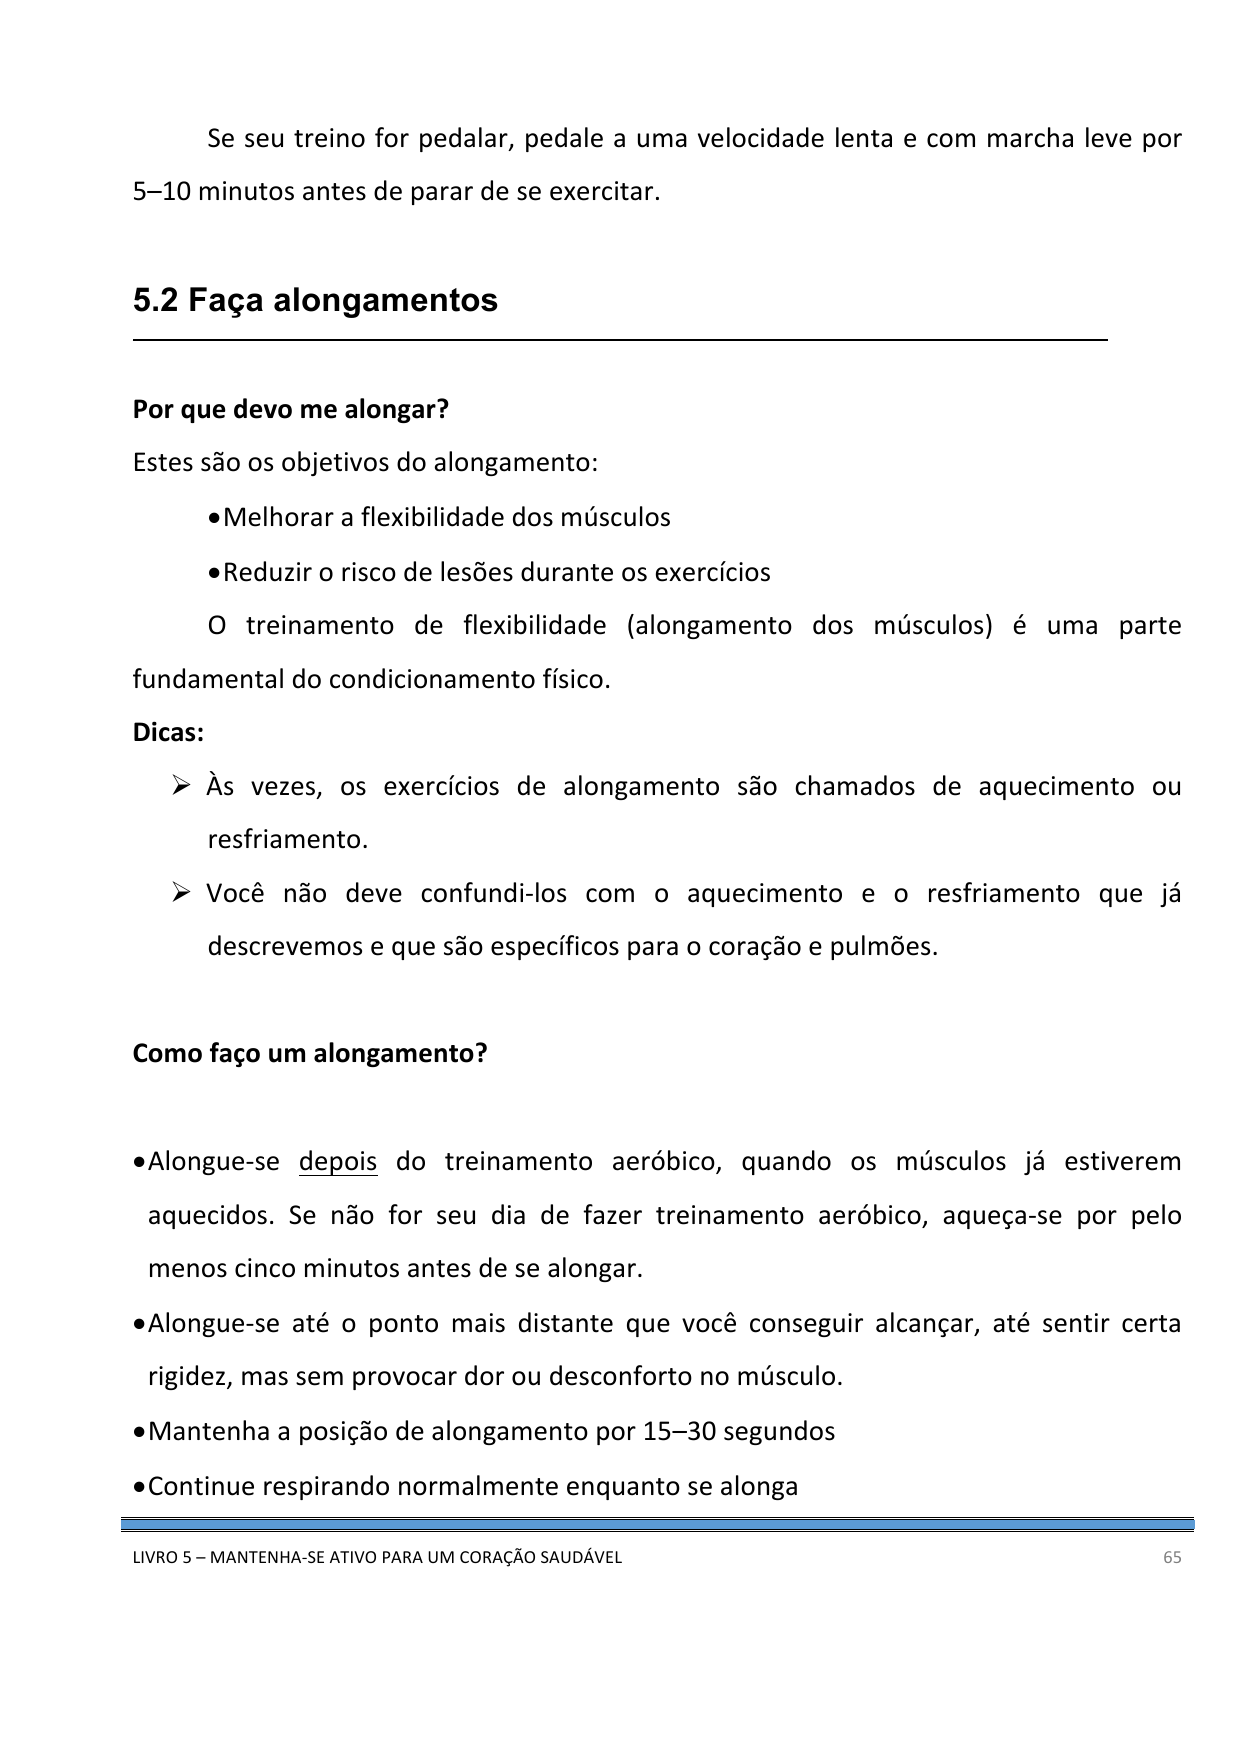 Se seu treino for pedalar, pedale a uma velocidade lenta e com marcha leve por
5–10 minutos antes de parar de se exercitar.
5.2 Faça alongamentos
Por que devo me alongar?
Estes são os objetivos do alongamento:
•Melhorar a flexibilidade dos músculos
•Reduzir o risco de lesões durante os exercícios
O treinamento de flexibilidade (alongamento dos músculos) é uma parte
fundamental do condicionamento físico.
Dicas:
➢ Às vezes, os exercícios de alongamento são chamados de aquecimento ou
resfriamento.
➢ Você não deve confundi-los com o aquecimento e o resfriamento que já
descrevemos e que são específicos para o coração e pulmões.
Como faço um alongamento?
•Alongue-se depois do treinamento aeróbico, quando os músculos já estiverem
aquecidos. Se não for seu dia de fazer treinamento aeróbico, aqueça-se por pelo
menos cinco minutos antes de se alongar.
•Alongue-se até o ponto mais distante que você conseguir alcançar, até sentir certa
rigidez, mas sem provocar dor ou desconforto no músculo.
•Mantenha a posição de alongamento por 15–30 segundos
•Continue respirando normalmente enquanto se alonga
LIVRO 5 – MANTENHA-SE ATIVO PARA UM CORAÇÃO SAUDÁVEL 65